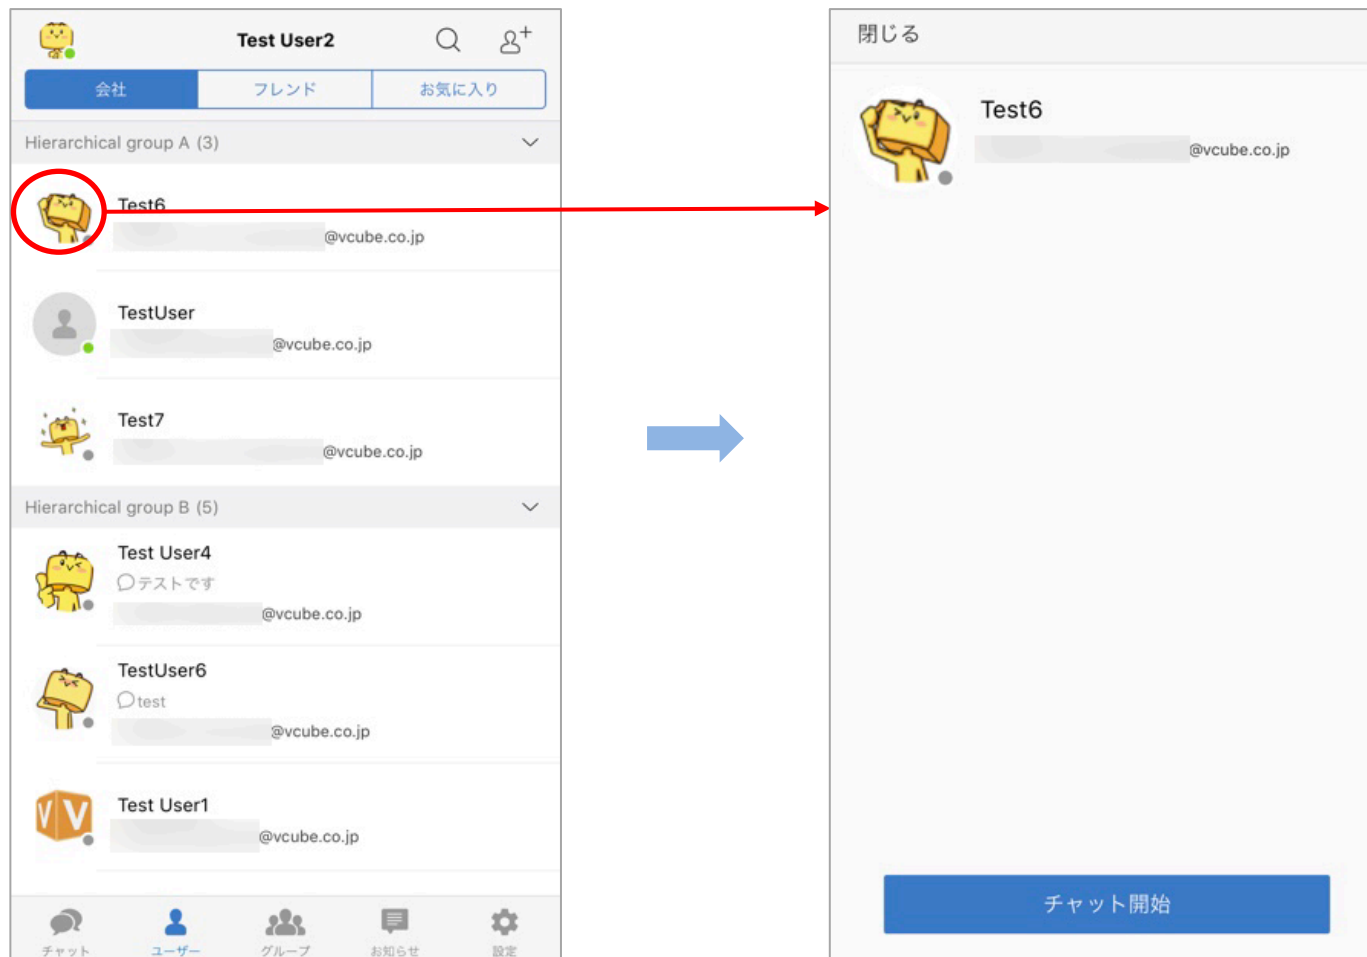 Test User2
会社
フレンド
お気に入り
Hierarchical group A (3)
Test6
@vcube.co.jp
TestUser
@vcube.co.jp
Test7
@vcube.co.jp
Hierarchical group B (5)
Test User4
テストです
@vcube.co.jp
TestUser6
test
@vcube.co.jp
VV
Test User1
@vcube.co.jp
チャット
ユーザー
グループ
お知らせ
設定
閉じる
Test6
@vcube.co.jp
チャット開始